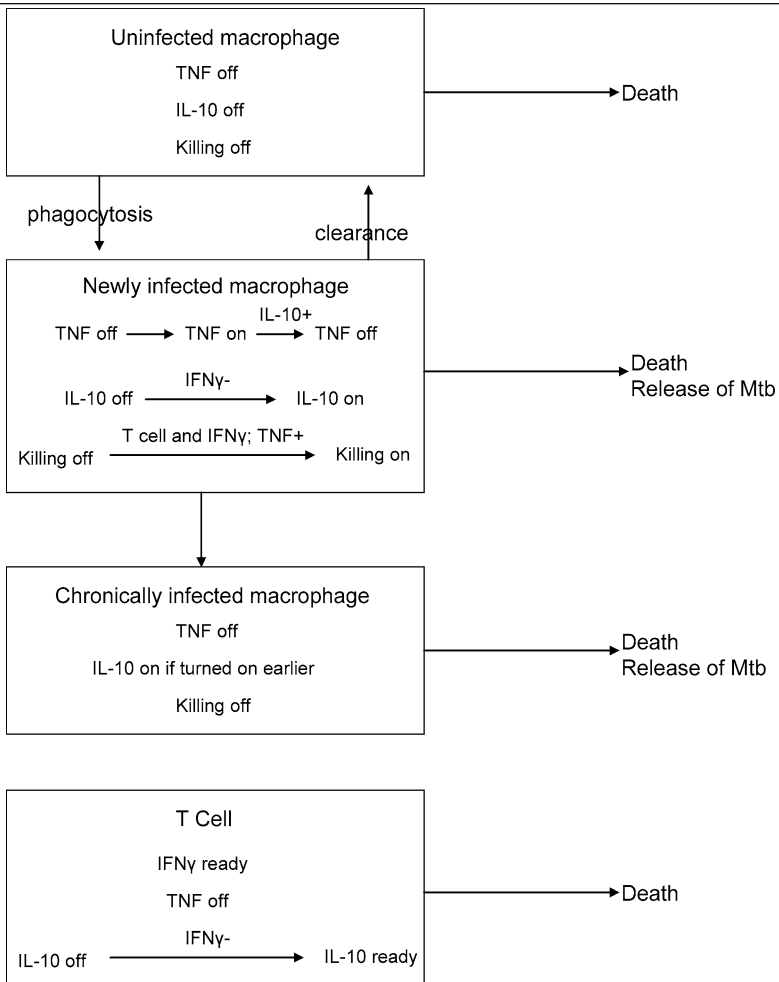 Uninfected macrophage
TNF off
IL-10 off
Killing off
Death
phagocytosis
clearance
Newly infected macrophage
IL-10+
TNF off TNF on TNF off
IFNγ-
IL-10 off IL-10 on
T cell and IFNγ; TNF+
Killing off Killing on
Death
Release of Mtb
Chronically infected macrophage
TNF off
IL-10 on if turned on earlier
Killing off
Death
Release of Mtb
T Cell
IFNγ ready
TNF off
IFNγ-
IL-10 off IL-10 ready
Death